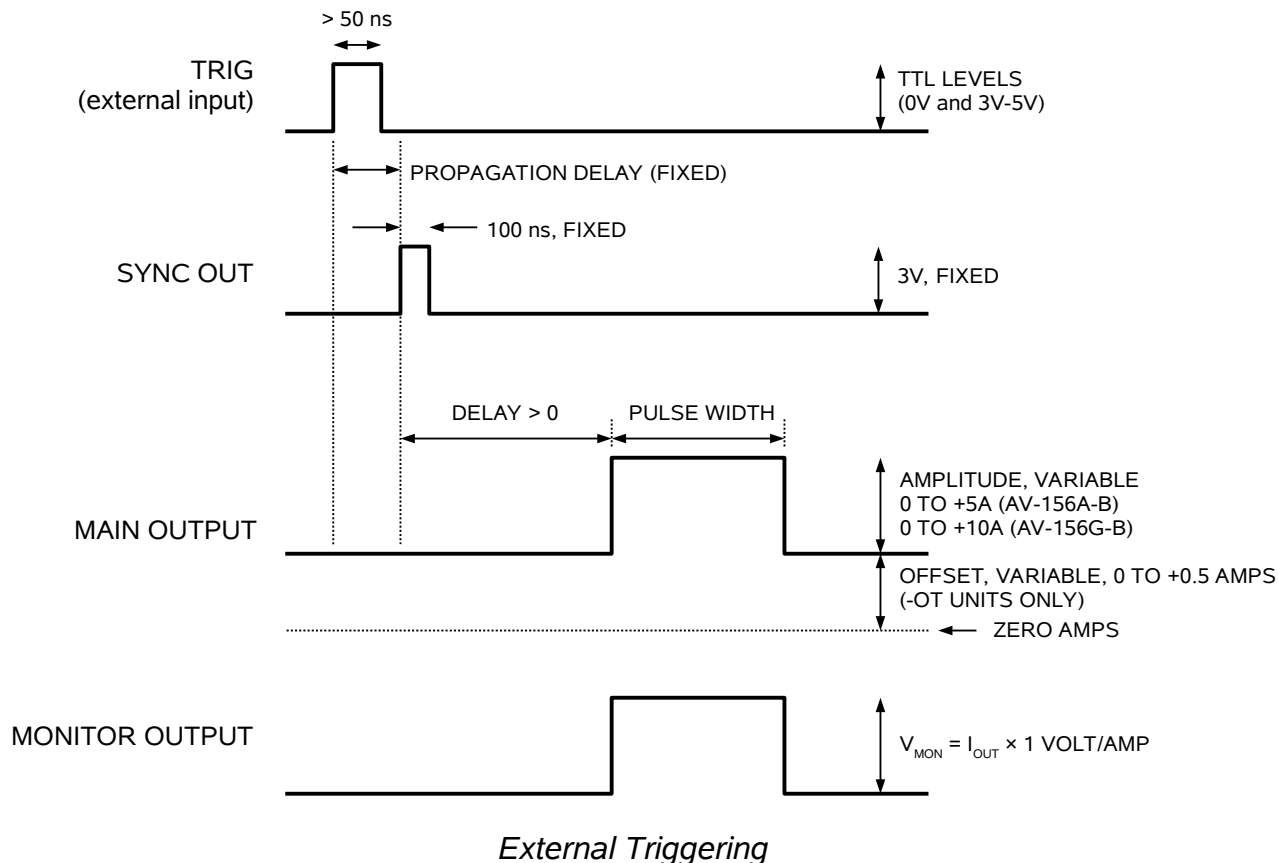 > 50 ns
TRIG
(external input)
TTL LEVELS
(0V and 3V-5V)
PROPAGATION DELAY (FIXED)
100 ns, FIXED
SYNC OUT
3V, FIXED
DELAY > 0
PULSE WIDTH
MAIN OUTPUT
AMPLITUDE, VARIABLE
0 TO +5A (AV-156A-B)
0 TO +10A (AV-156G-B)
OFFSET, VARIABLE, 0 TO +0.5 AMPS
(-OT UNITS ONLY)
ZERO AMPS
MONITOR OUTPUT
V_MON = I_OUT × 1 VOLT/AMP
External Triggering